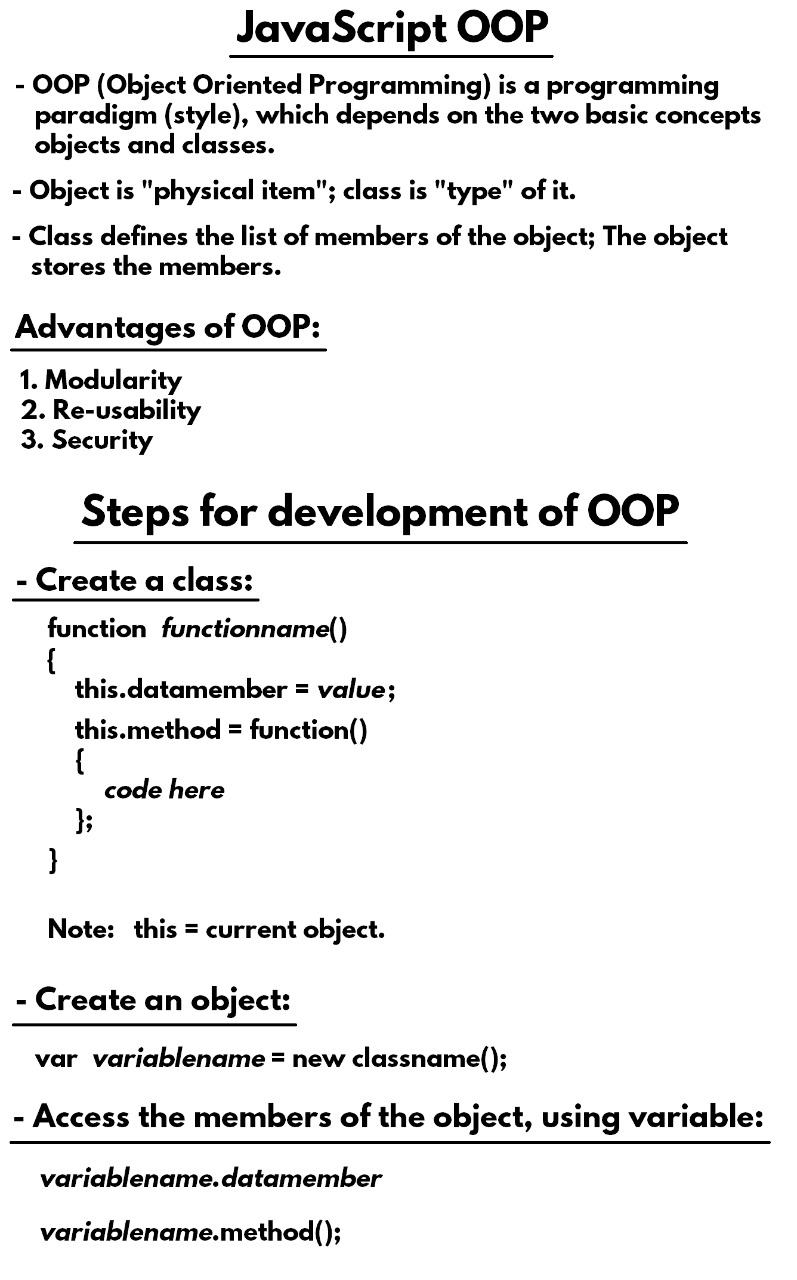 JavaScript OOP
- OOP (Object Oriented Programming) is a programming
paradigm (style), which depends on the two basic concepts
objects and classes.
- Object is "physical item"; class is "type" of it.
- Class defines the list of members of the object; The object
stores the members.
Advantages of OOP:
1. Modularity
2. Re-usability
3. Security
Steps for development of OOP
- Create a class:
function functionname()
{
this.datamember = value;
this.method = function()
{
code here
};
}
Note: this = current object.
- Create an object:
var variablename = new classname();
- Access the members of the object, using variable:
variablename.datamember
variablename.method();